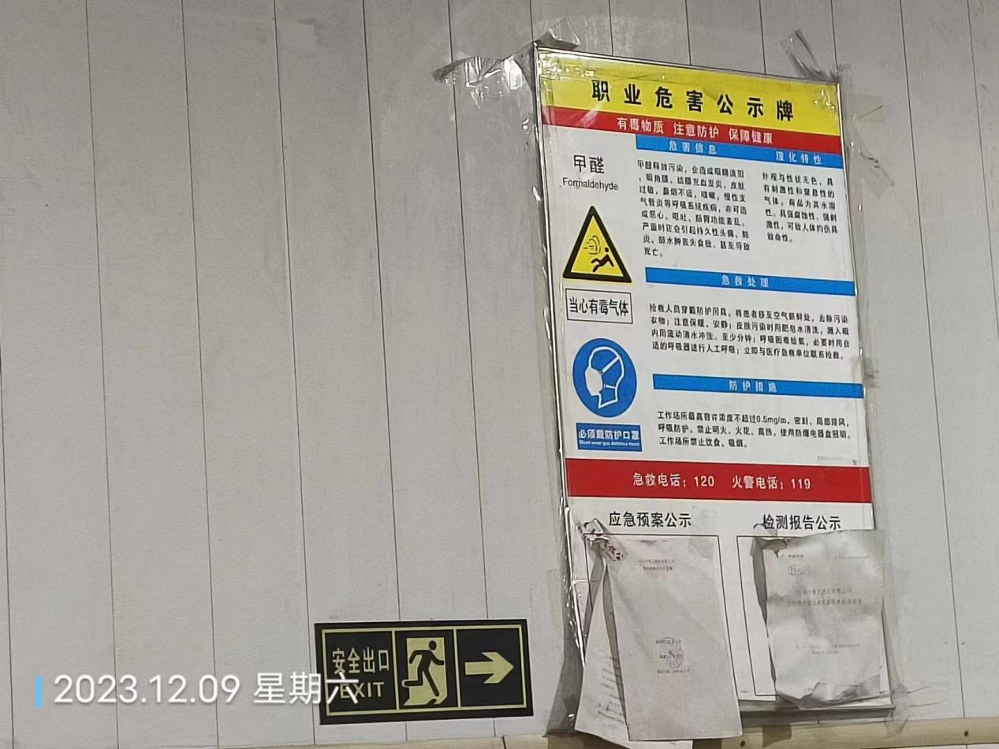 职业危害公示牌
有毒物质 注意防护 保障健康
甲醛
Formaldehyde
当心有毒气体
必须戴防护口罩
危害信息
甲醛释放污染，会造成眼睛流泪
，眼角膜、结膜充血发炎，皮肤
过敏，鼻烟不适，咳嗽，慢性支
气管炎等呼吸系统疾病，亦可造
成恶心、呕吐、肠胃功能紊乱。
严重时还会引起持久性头痛、肺
炎、肺水肿丧失食欲、甚至导致
死亡。
理化特性
外观与性状无色，具
有刺激性和窒息性的
气体。商品为其水溶
性。具强腐蚀性，强刺
激性，可致人体灼伤具
致命性。
急救处理
抢救人员穿戴防护用具。将患者移至空气新鲜处，去除污染
衣物；注意保暖、安静；皮肤污染时用肥皂水清洗，溅入眼
内用流动清水冲洗。至少分钟；呼吸困难给氧，必要时用合
适的呼吸器进行人工呼吸；立即与医疗急救单位联系抢救。
防护措施
工作场所最高容许浓度不超过0.5mg/m、密封，局部排风，
呼吸防护。禁止明火、火花、高热，使用防爆电器盒照明。
工作场所禁止饮食、吸烟。
急救电话：120 火警电话：119
应急预案公示
检测报告公示
安全出口
EXIT
2023.12.09 星期六